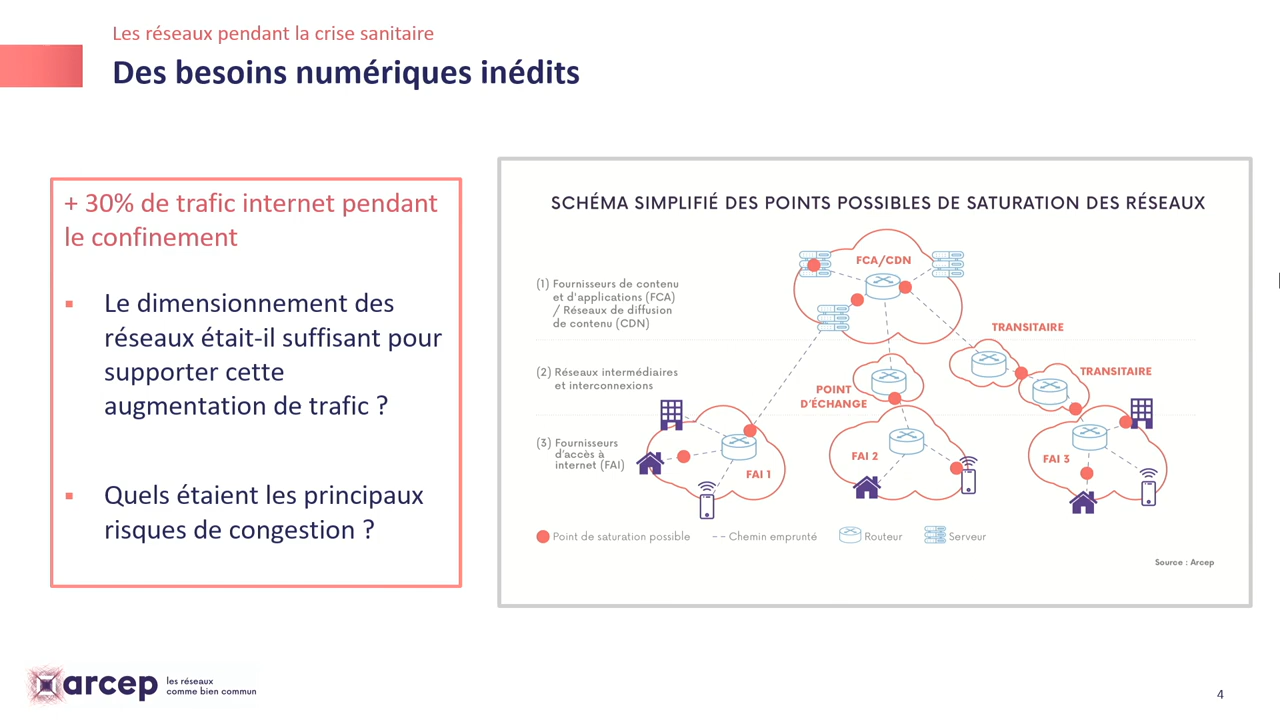 Les réseaux pendant la crise sanitaire
Des besoins numériques inédits
+ 30% de trafic internet pendant
le confinement
▪ Le dimensionnement des
réseaux était-il suffisant pour
supporter cette
augmentation de trafic ?
▪ Quels étaient les principaux
risques de congestion ?
SCHÉMA SIMPLIFIÉ DES POINTS POSSIBLES DE SATURATION DES RÉSEAUX
FCA/CDN
(1) Fournisseurs de contenu
et d'applications (FCA)
/ Réseaux de diffusion
de contenu (CDN)
TRANSITAIRE
(2) Réseaux intermédiaires
et interconnexions
TRANSITAIRE
POINT
D'ÉCHANGE
(3) Fournisseurs
d'accès à
internet (FAI)
FAI 1
FAI 2
FAI 3
Point de saturation possible
-- Chemin emprunté
Routeur
Serveur
Source : Arcep
arcep
les réseaux
comme bien commun
4